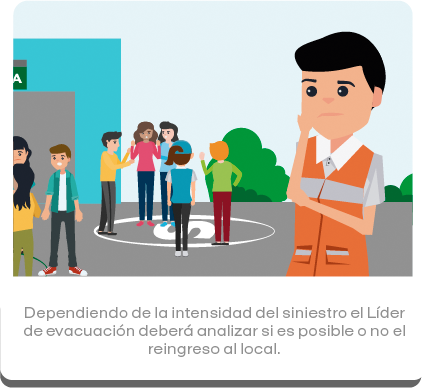 A
Dependiendo de la intensidad del siniestro el Líder
de evacuación deberá analizar si es posible o no el
reingreso al local.